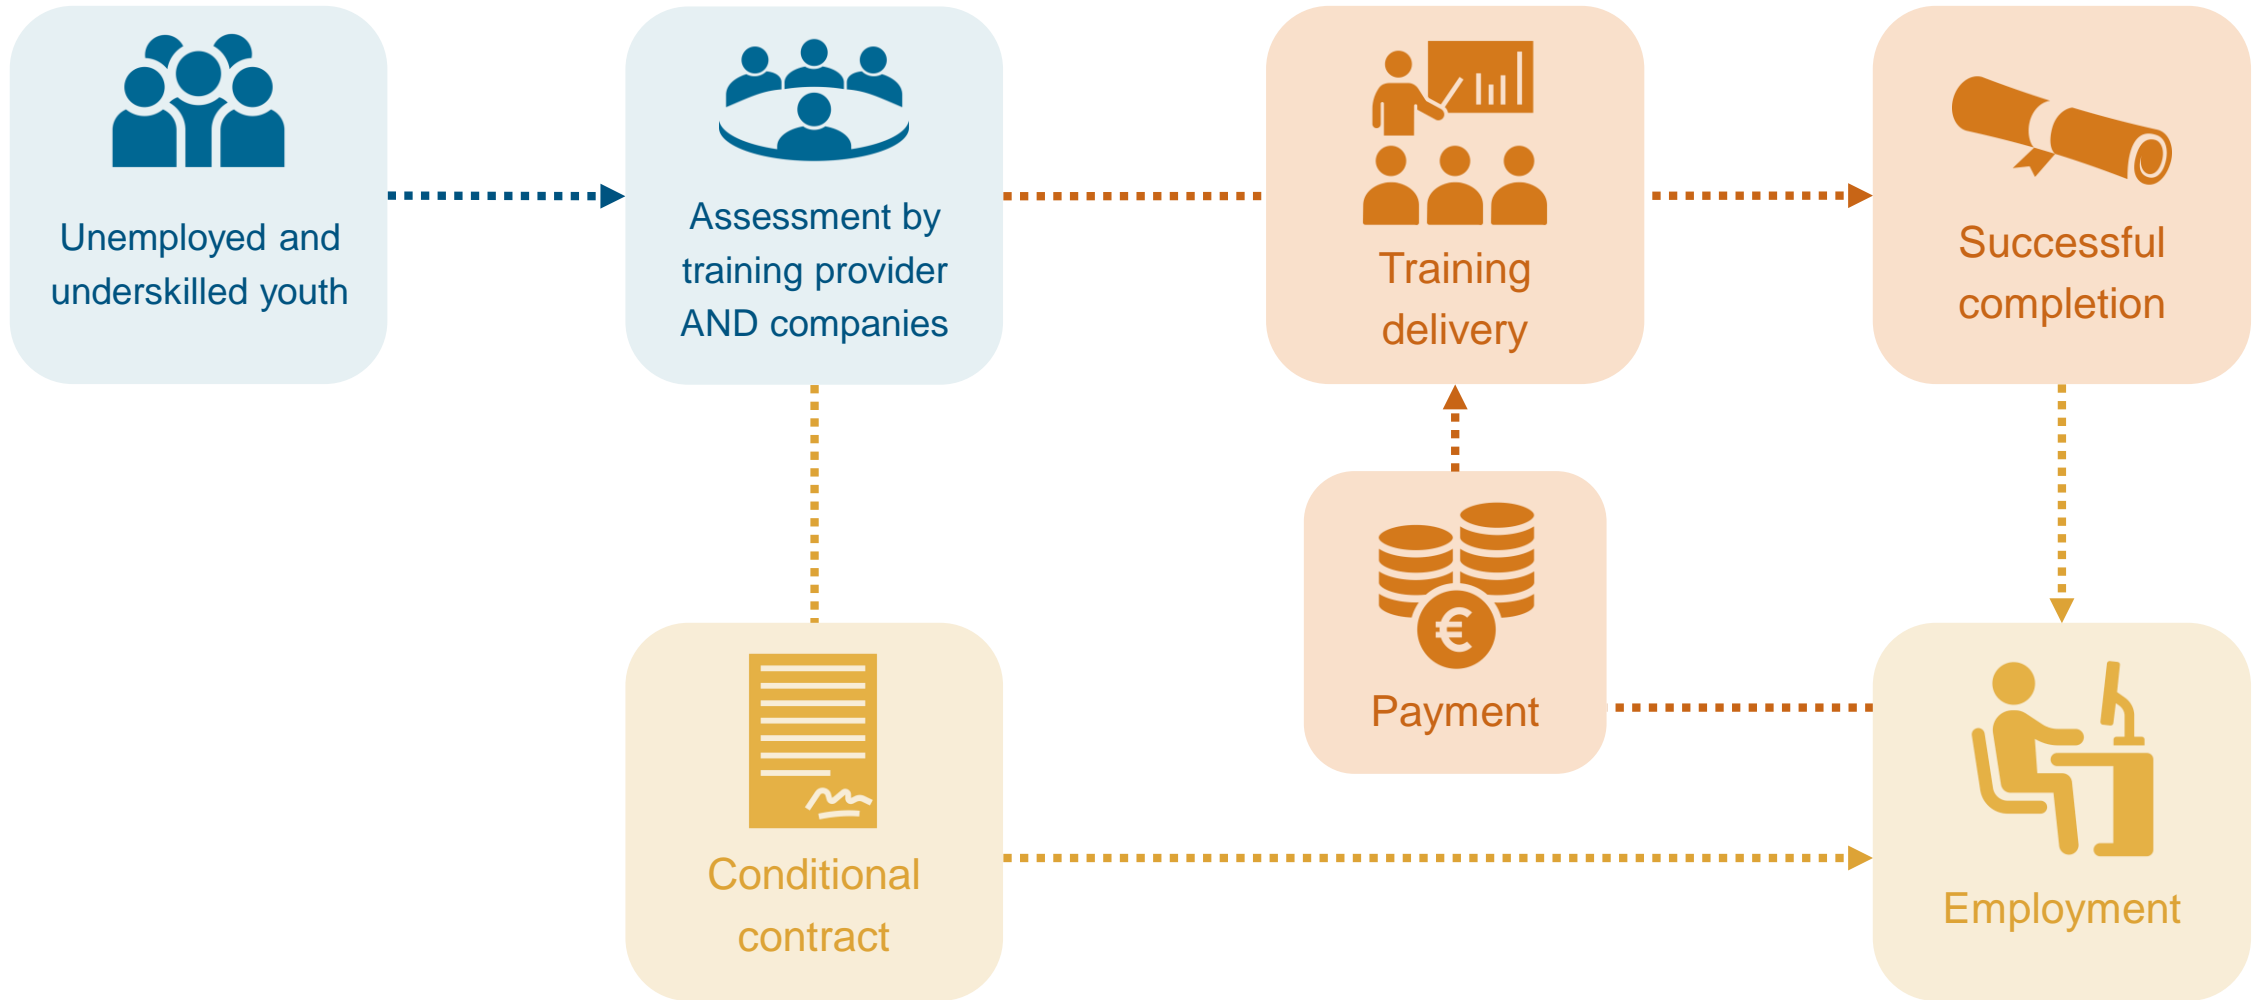 Unemployed and
underskilled youth
Assessment by
training provider
AND companies
Training
delivery
Successful
completion
€
Payment
Conditional
contract
Employment